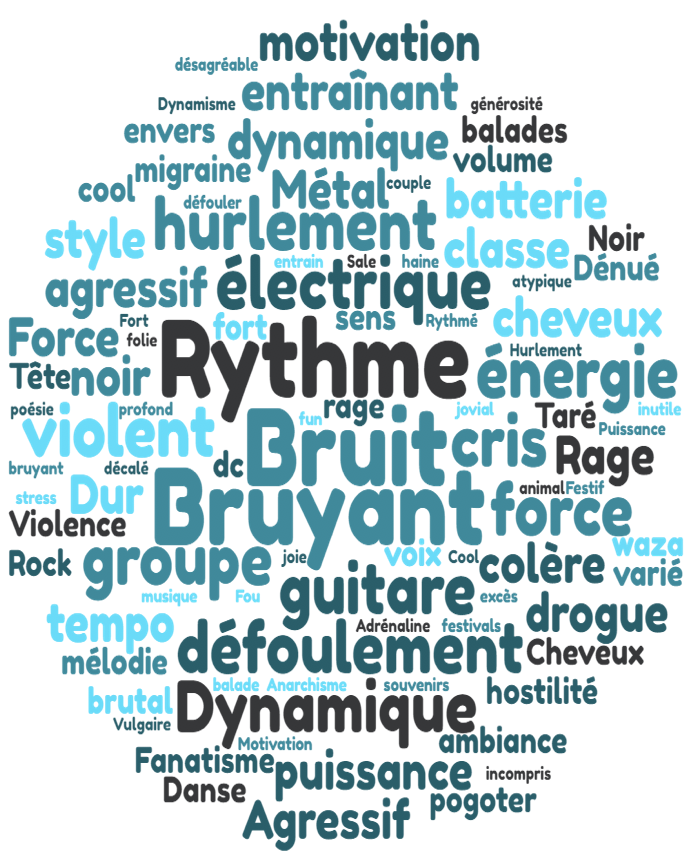 motivation
désagréable
entraînant
Dynamisme
générosité
envers
dynamique
balades
volume
migraine
cool
Métal
couple
défouler
batterie
hurlement
style
classe
Noir
entrain
Sale
haine
Dénué
agressif
électrique
atypique
Force
Fort
folie
fort
sens
Rythmé
cheveux
Rythme
Hurlement
Tête
noir
énergie
poésie
profond
violent
fun
rage
jovial
Taré
inutile
Puissance
Bruit
cris
Rage
bruyant
décalé
dc
stress
Dur
Bruyant
animal
Festif
force
Violence
Rock
groupe
joie
voix
Cool
colère
waza
varié
musique
Fou
guitare
excès
drogue
tempo
Adrénaline
festivals
mélodie
défoulement
Cheveux
balade
Anarchisme
souvenirs
hostilité
brutal
Dynamique
Vulgaire
Motivation
ambiance
Fanatisme
puissance
incompris
Danse
pogoter
Agressif